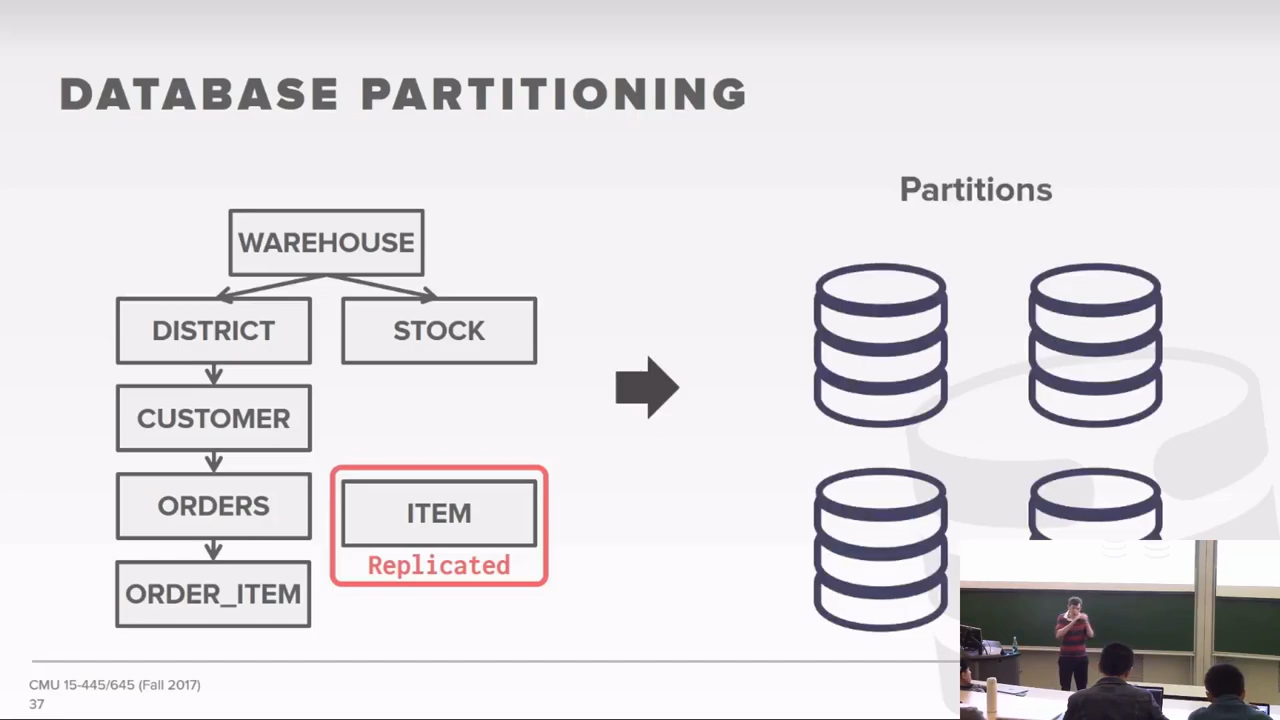 DATABASE PARTITIONING
Partitions
WAREHOUSE
DISTRICT
STOCK
CUSTOMER
ORDERS
ITEM
Replicated
ORDER_ITEM
CMU 15-445/645 (Fall 2017)
37